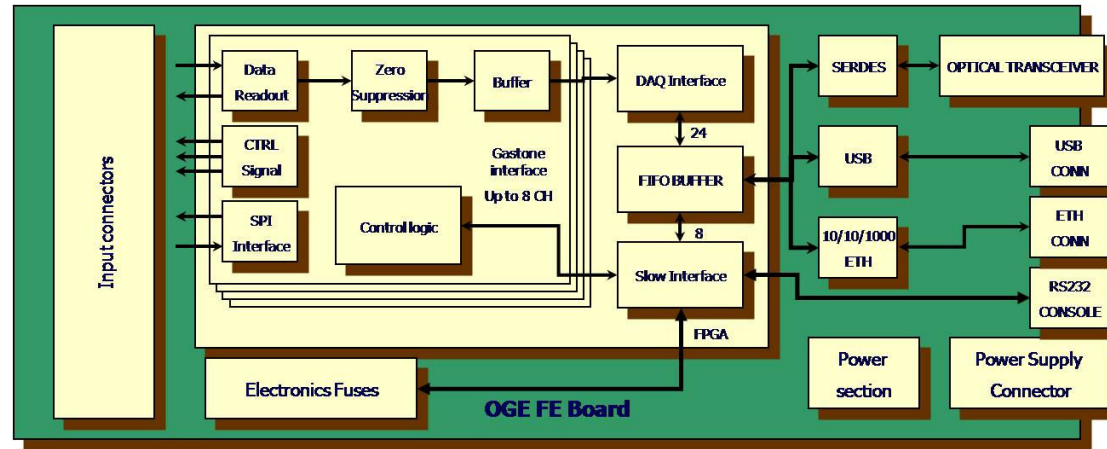 Input connectors
Data
Readout
Zero
Suppression
Buffer
DAQ Interface
SERDES
OPTICAL TRANSCEIVER
CTRL
Signal
24
Gastone
interface
Up to 8 CH
FIFO BUFFER
USB
USB
CONN
SPI
Interface
Control logic
8
10/10/1000
ETH
ETH
CONN
Slow Interface
RS232
CONSOLE
FPGA
Electronics Fuses
OGE FE Board
Power
section
Power Supply
Connector